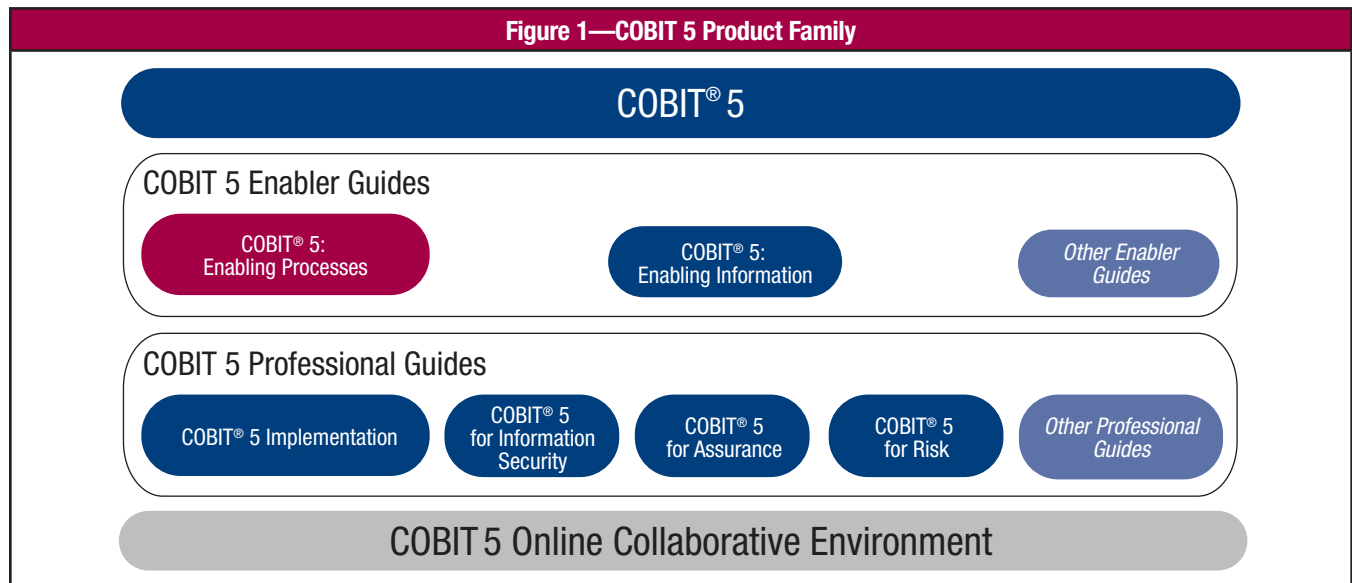 Figure 1—COBIT 5 Product Family
COBIT® 5
COBIT 5 Enabler Guides
COBIT® 5:
Enabling Processes
COBIT® 5:
Enabling Information
Other Enabler
Guides
COBIT 5 Professional Guides
COBIT® 5 Implementation
COBIT® 5
for Information
Security
COBIT® 5
for Assurance
COBIT® 5
for Risk
Other Professional
Guides
COBIT 5 Online Collaborative Environment